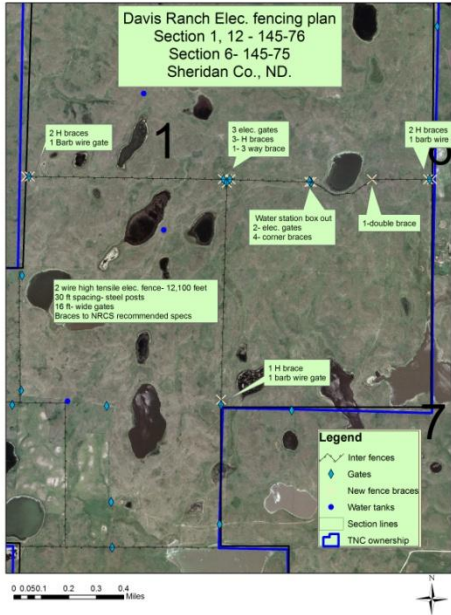 Davis Ranch Elec. fencing plan
Section 1, 12 - 145-76
Section 6- 145-75
Sheridan Co., ND.
2 H braces
1 Barb wire gate
1
3 elec. gates
3- H braces
1- 3 way brace
2 H braces
1 barb wire
Water station box out
2- elec. gates
4- corner braces
1-double brace
2 wire high tensile elec. fence- 12,100 feet
30 ft spacing- steel posts
16 ft- wide gates
Braces to NRCS recommended specs
1 H brace
1 barb wire gate
7
Legend
Inter fences
Gates
New fence braces
Water tanks
Section lines
TNC ownership
0 0.050.1 0.2 0.3 0.4
Miles
N